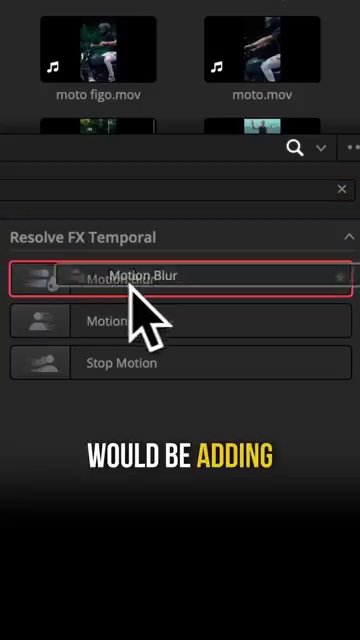 moto figo.mov
moto.mov
Resolve FX Temporal
Motion Blur
Motion Blur
Motion
Stop Motion
WOULD BE ADDING